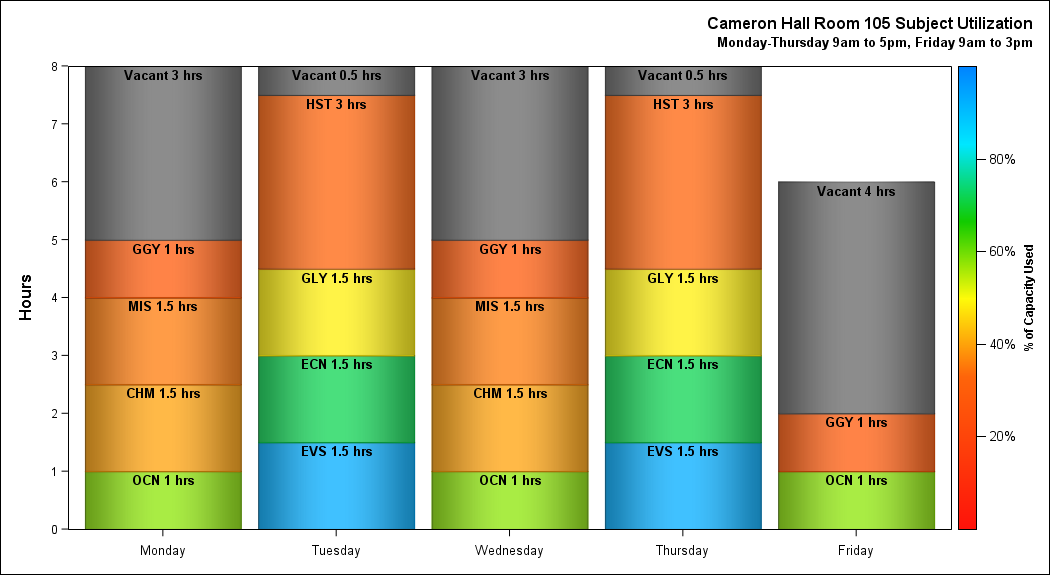 Cameron Hall Room 105 Subject Utilization
Monday-Thursday 9am to 5pm, Friday 9am to 3pm
Hours
8
7
6
5
4
3
2
1
0
Vacant 3 hrs
GGY 1 hrs
MIS 1.5 hrs
CHM 1.5 hrs
OCN 1 hrs
Vacant 0.5 hrs
HST 3 hrs
GLY 1.5 hrs
ECN 1.5 hrs
EVS 1.5 hrs
Vacant 3 hrs
GGY 1 hrs
MIS 1.5 hrs
CHM 1.5 hrs
OCN 1 hrs
Vacant 0.5 hrs
HST 3 hrs
GLY 1.5 hrs
ECN 1.5 hrs
EVS 1.5 hrs
Vacant 4 hrs
GGY 1 hrs
OCN 1 hrs
Monday
Tuesday
Wednesday
Thursday
Friday
80%
60%
40%
20%
% of Capacity Used